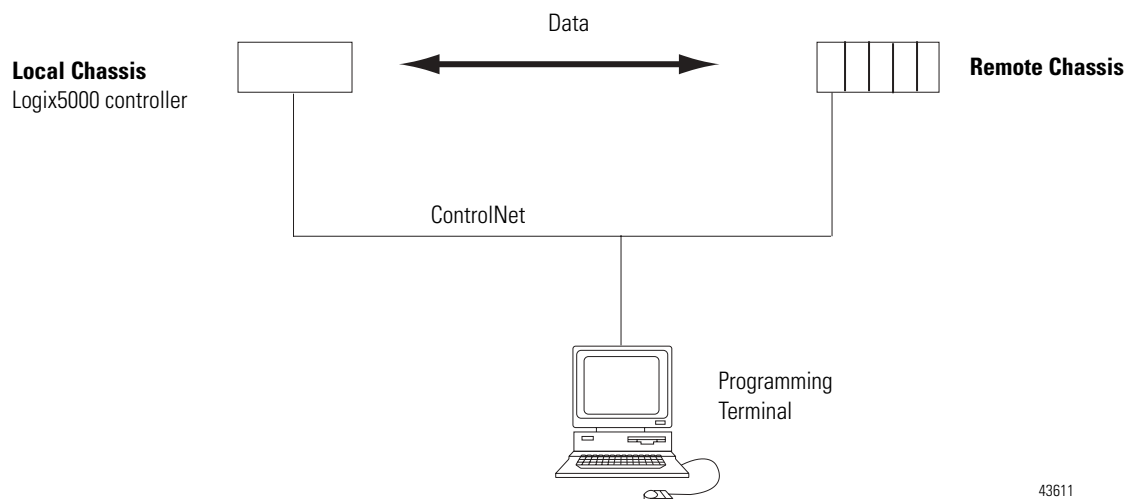 Data
Local Chassis
Logix5000 controller
Remote Chassis
ControlNet
Programming
Terminal
43611